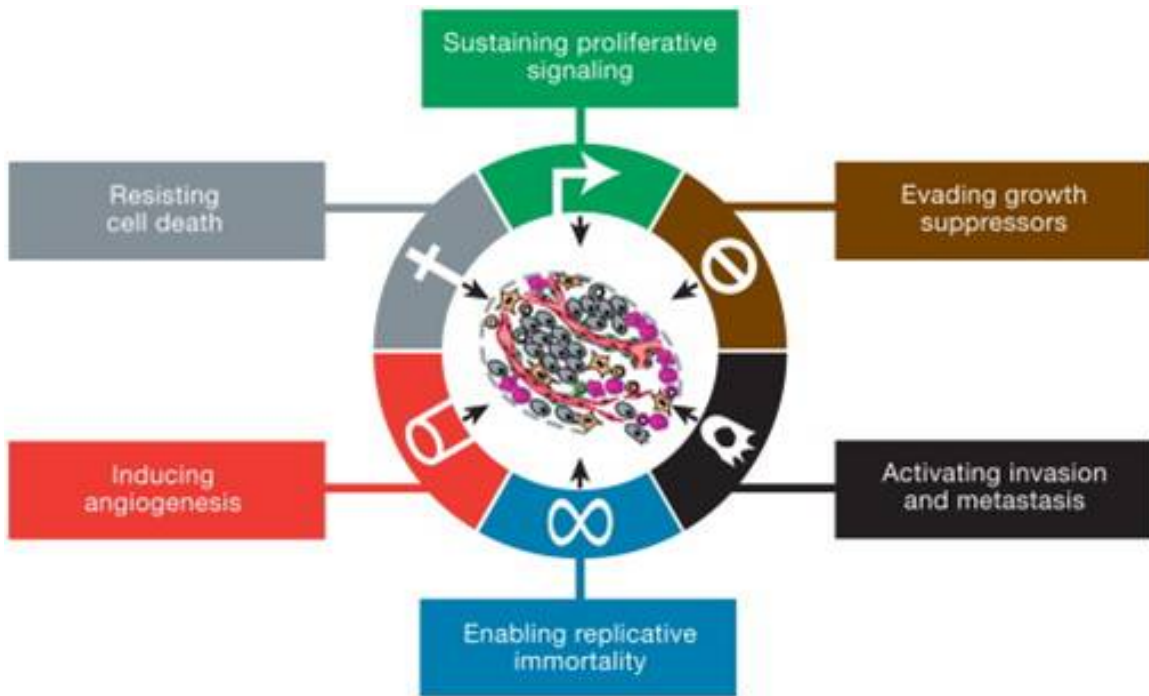 Sustaining proliferative
signaling
Resisting
cell death
Evading growth
suppressors
Inducing
angiogenesis
Activating invasion
and metastasis
Enabling replicative
immortality